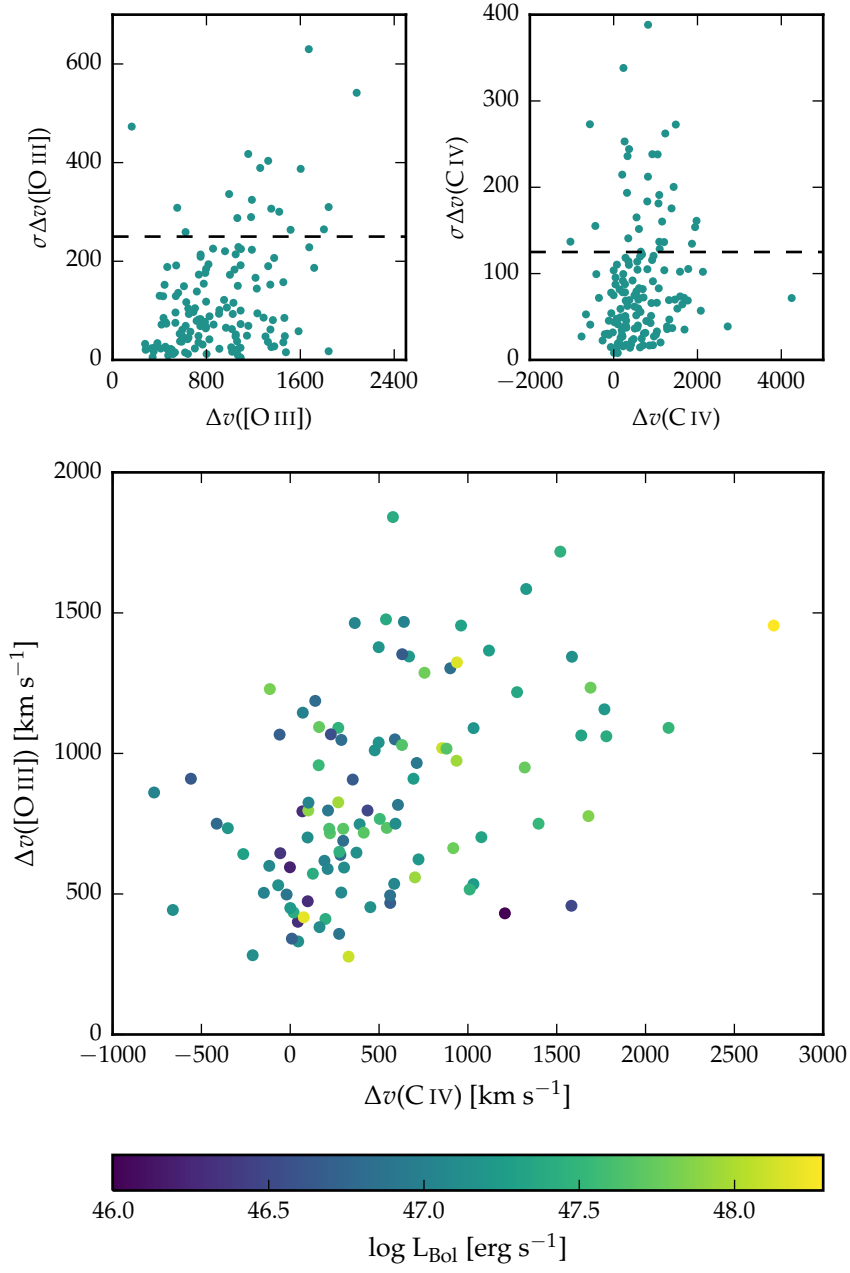 600
400
200
0
σΔv([O III])
0 800 1600 2400
Δv([O III])
400
300
200
100
0
σΔv(C IV)
−2000 0 2000 4000
Δv(C IV)
2000
1500
1000
500
0
Δv([O III]) [km s⁻¹]
−1000 −500 0 500 1000 1500 2000 2500 3000
Δv(C IV) [km s⁻¹]
46.0 46.5 47.0 47.5 48.0
log L_Bol [erg s⁻¹]